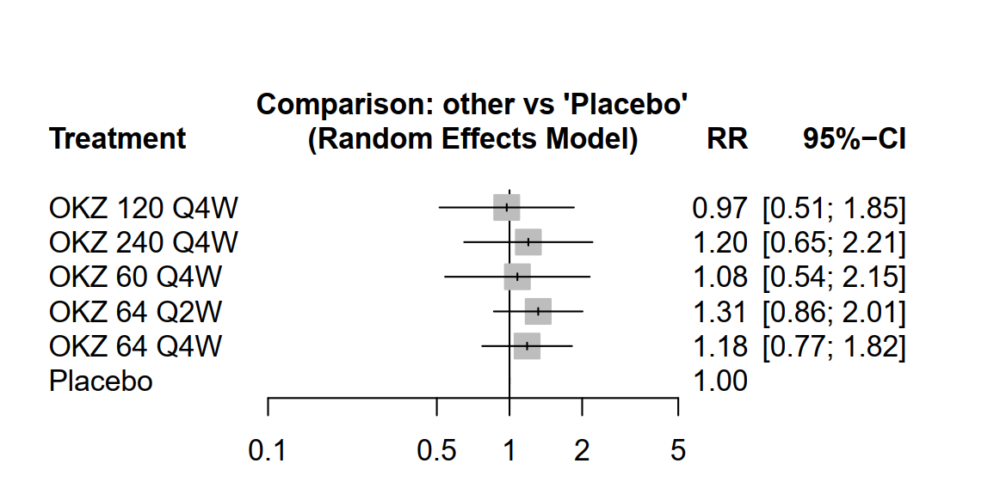 Comparison: other vs 'Placebo'
Treatment (Random Effects Model) RR 95%−CI
OKZ 120 Q4W 0.97 [0.51; 1.85]
OKZ 240 Q4W 1.20 [0.65; 2.21]
OKZ 60 Q4W 1.08 [0.54; 2.15]
OKZ 64 Q2W 1.31 [0.86; 2.01]
OKZ 64 Q4W 1.18 [0.77; 1.82]
Placebo 1.00
0.1 0.5 1 2 5